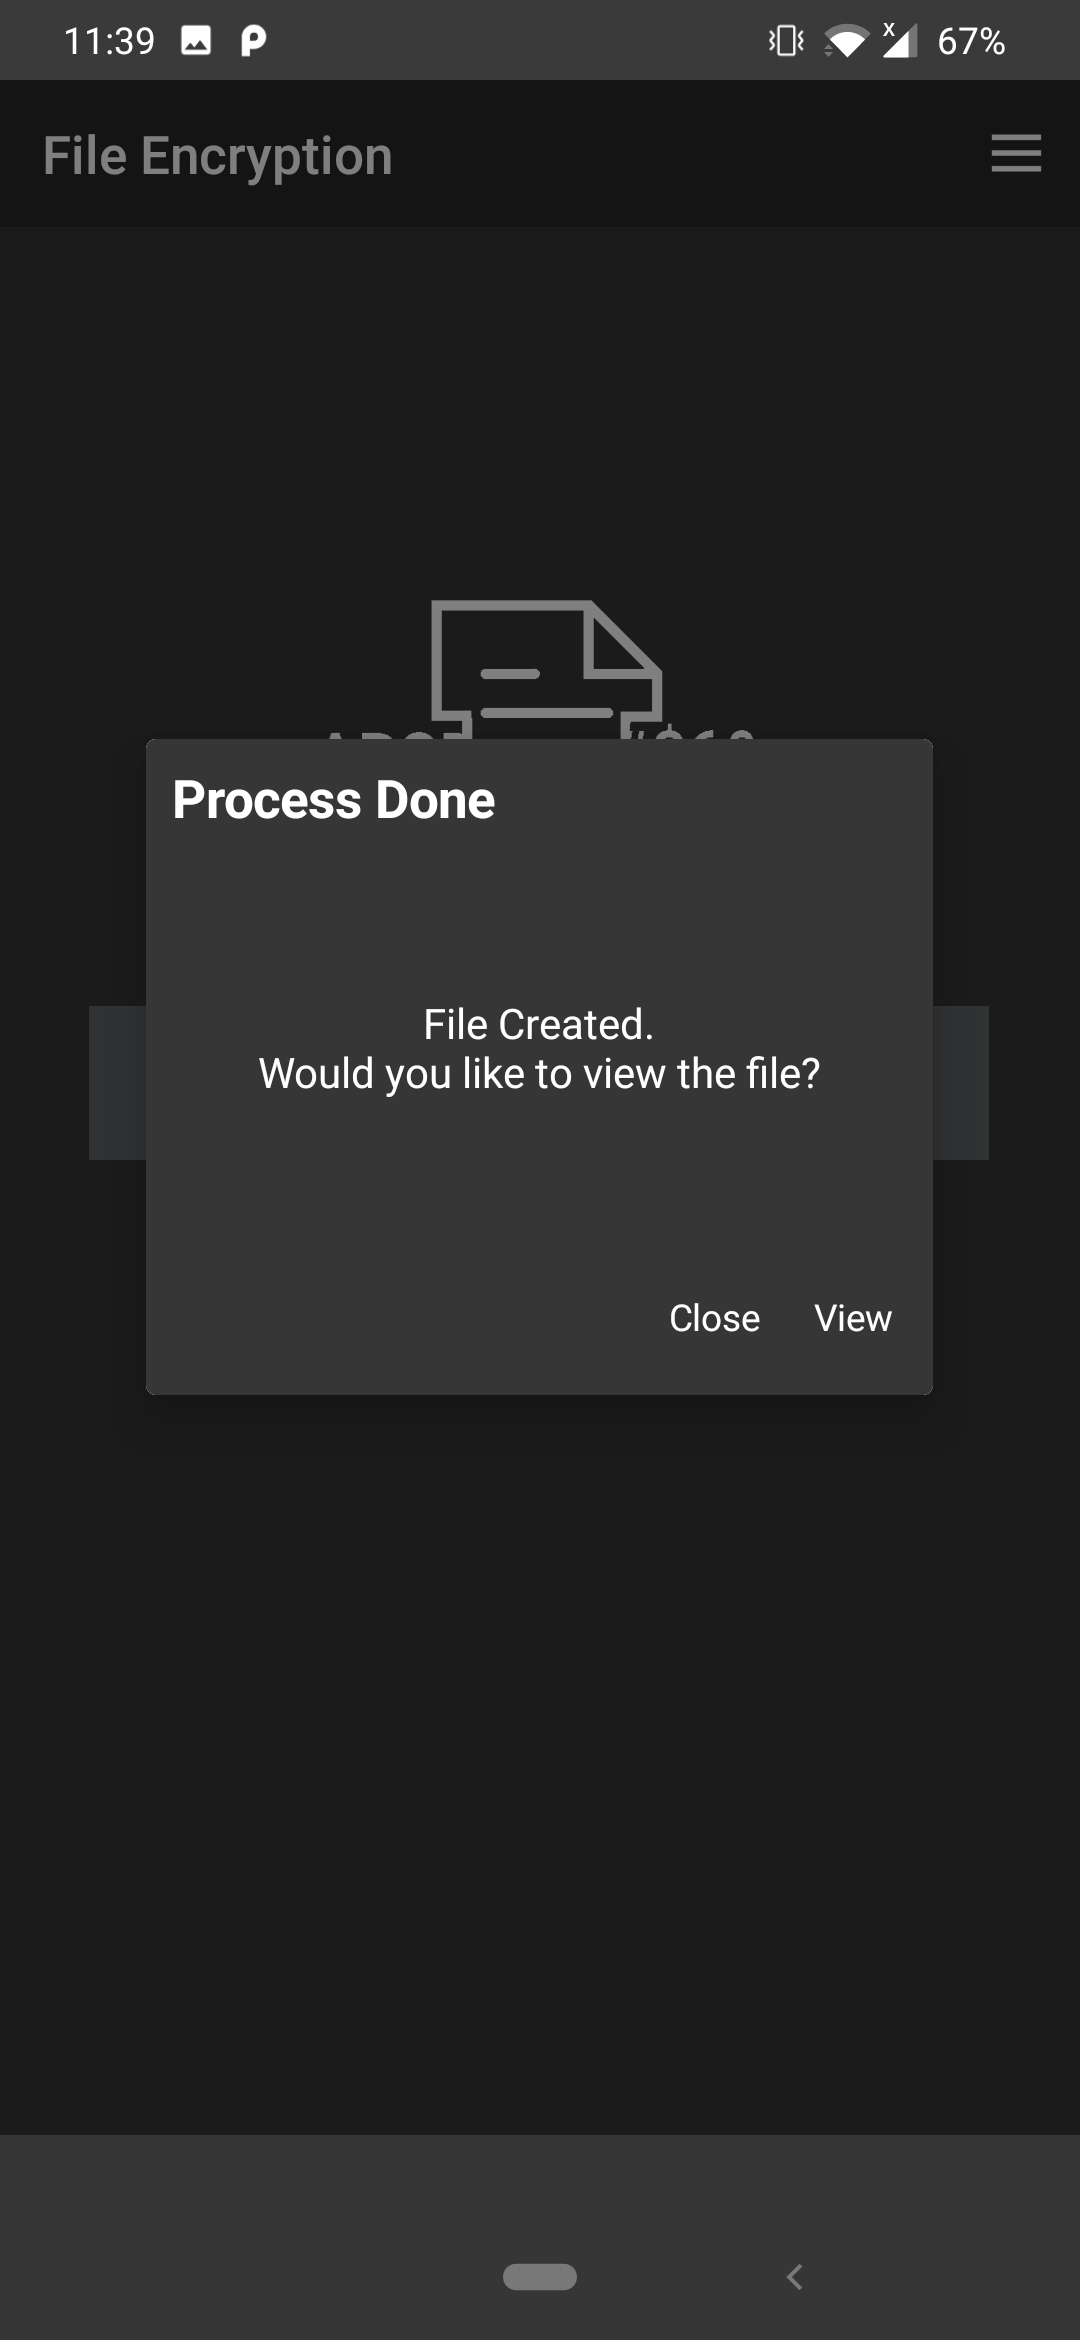 11:39
67%
File Encryption
Process Done
File Created.
Would you like to view the file?
Close View